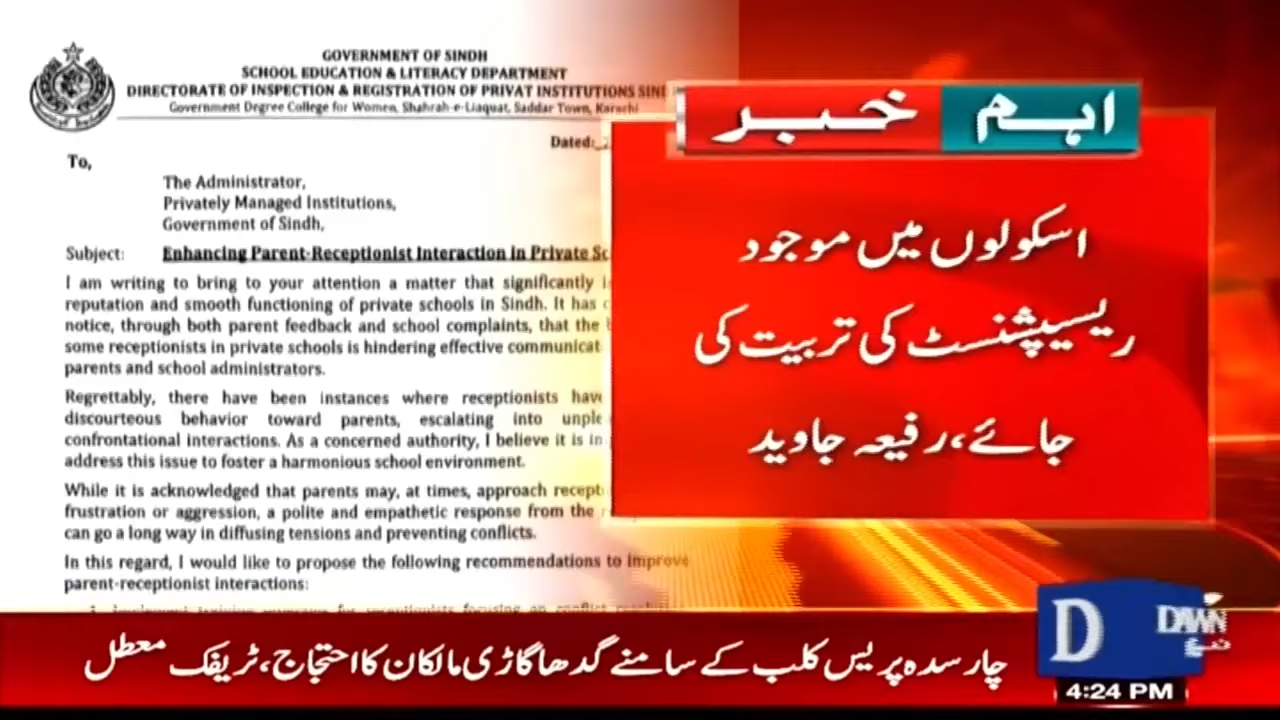 GOVERNMENT OF SINDH
SCHOOL EDUCATION & LITERACY DEPARTMENT
DIRECTORATE OF INSPECTION & REGISTRATION OF PRIVAT INSTITUTIONS
Government Degree College for Women, Shahrah-e-Liaquat, Saddar Town, Karachi
Dated:
To,
The Administrator,
Privately Managed Institutions,
Government of Sindh,
Subject: Enhancing Parent-Receptionist Interaction in Private
I am writing to bring to your attention a matter that significantly
reputation and smooth functioning of private schools in Sindh. It has
notice, through both parent feedback and school complaints, that the
some receptionists in private schools is hindering effective
parents and school administrators.
Regrettably, there have been instances where receptionists have
discourteous behavior toward parents, escalating into
confrontational interactions. As a concerned authority, I believe it is
address this issue to foster a harmonious school environment.
While it is acknowledged that parents may, at times, approach
frustration or aggression, a polite and empathetic response from the
can go a long way in diffusing tensions and preventing conflicts.
In this regard, I would like to propose the following recommendations to improve
parent-receptionist interactions:
اہم خبر
اسکولوں میں موجود
ریسیپشنسٹ کی تربیت کی
جائے، رفیعہ جاوید
چارسدہ پریس کلب کے سامنے گدھا گاڑی مالکان کا احتجاج، ٹریفک معطل
D DAWN
نیوز
4:24 PM